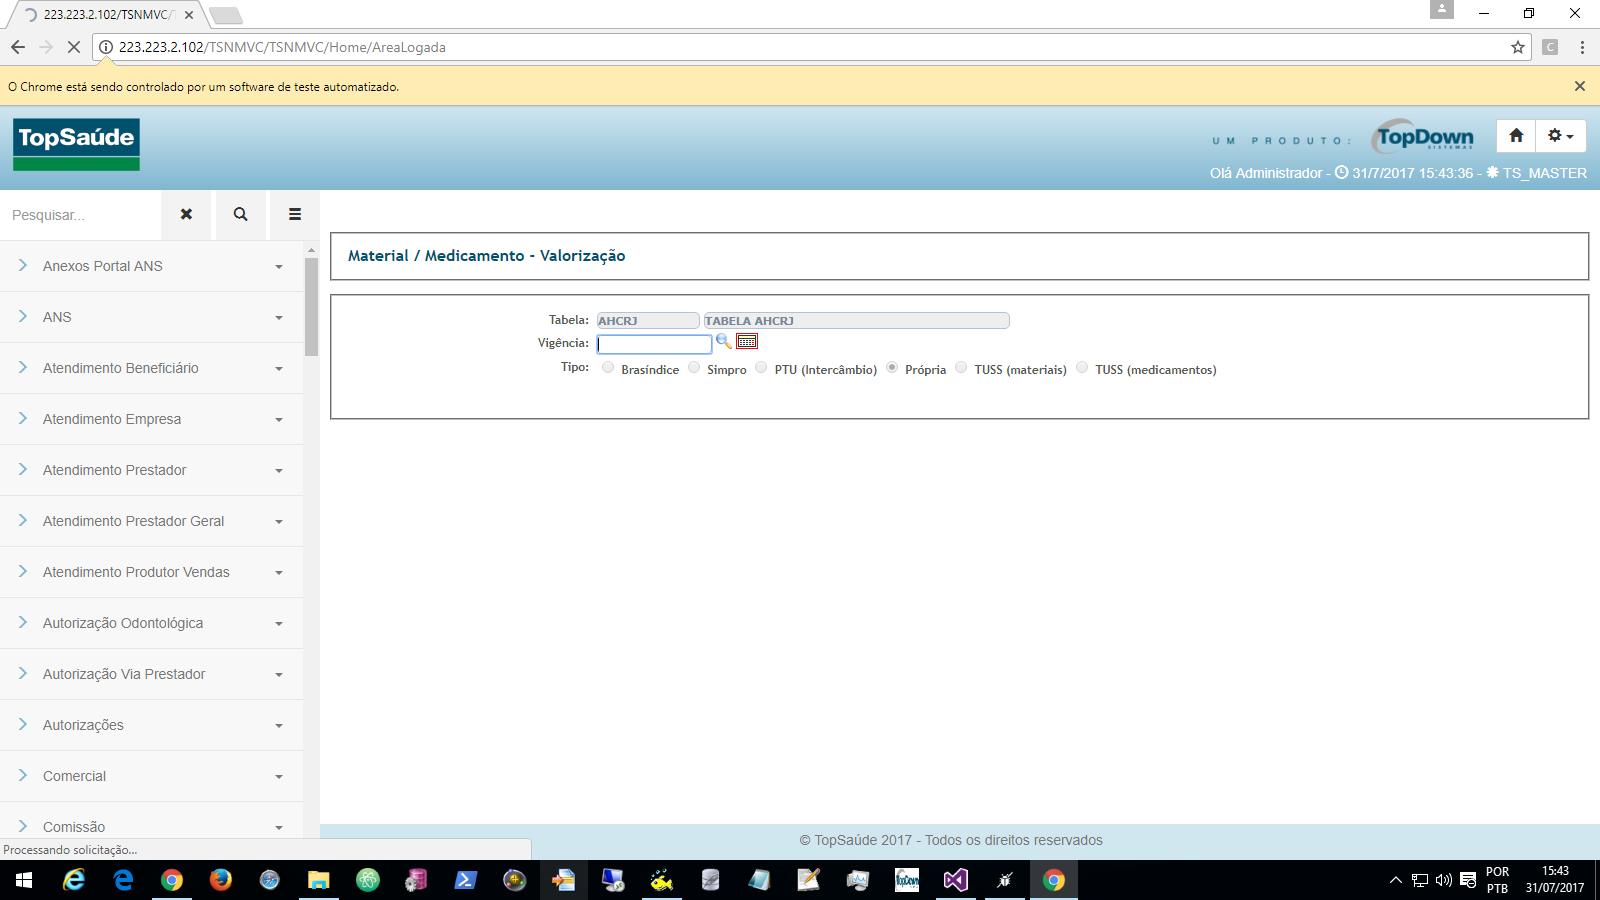 223.223.2.102/TSNMVC/
223.223.2.102/TSNMVC/TSNMVC/Home/AreaLogada
C
O Chrome está sendo controlado por um software de teste automatizado.
TopSaúde
UM PRODUTO:
TopDown
SISTEMAS
Olá Administrador - 31/7/2017 15:43:36 - TS_MASTER
Pesquisar...
Anexos Portal ANS
ANS
Atendimento Beneficiário
Atendimento Empresa
Atendimento Prestador
Atendimento Prestador Geral
Atendimento Produtor Vendas
Autorização Odontológica
Autorização Via Prestador
Autorizações
Comercial
Comissão
Material / Medicamento - Valorização
Tabela: AHCRJ TABELA AHCRJ
Vigência:
Tipo: Brasíndice Simpro PTU (Intercâmbio) Própria TUSS (materiais) TUSS (medicamentos)
© TopSaúde 2017 - Todos os direitos reservados
Processando solicitação...
TopDown
POR
PTB
15:43
31/07/2017